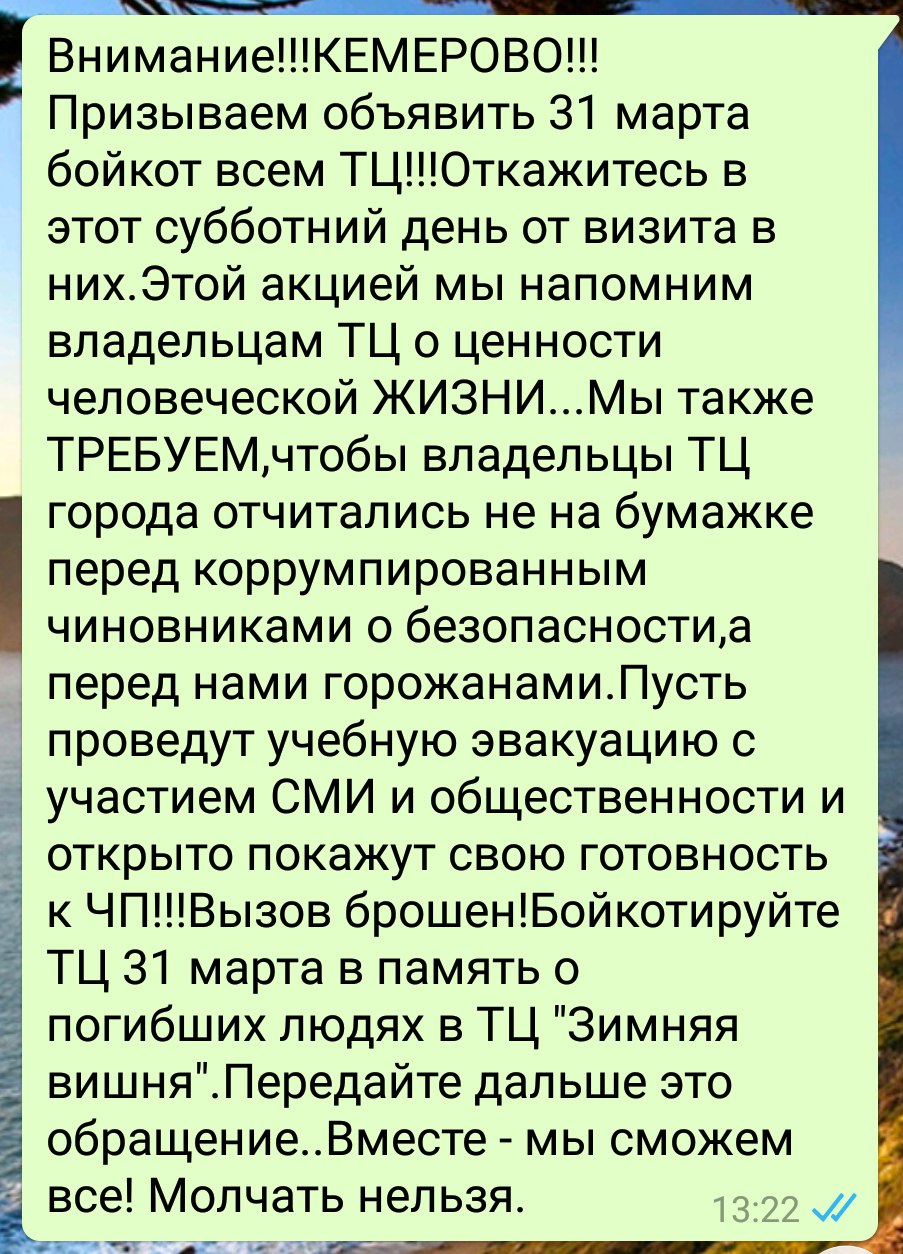 Внимание!!!КЕМЕРОВО!!!
Призываем объявить 31 марта
бойкот всем ТЦ!!!Откажитесь в
этот субботний день от визита в
них.Этой акцией мы напомним
владельцам ТЦ о ценности
человеческой ЖИЗНИ...Мы также
ТРЕБУЕМ,чтобы владельцы ТЦ
города отчитались не на бумажке
перед коррумпированным
чиновниками о безопасности,а
перед нами горожанами.Пусть
проведут учебную эвакуацию с
участием СМИ и общественности и
открыто покажут свою готовность
к ЧП!!!Вызов брошен!Бойкотируйте
ТЦ 31 марта в память о
погибших людях в ТЦ "Зимняя
вишня".Передайте дальше это
обращение..Вместе - мы сможем
все! Молчать нельзя.
13:22